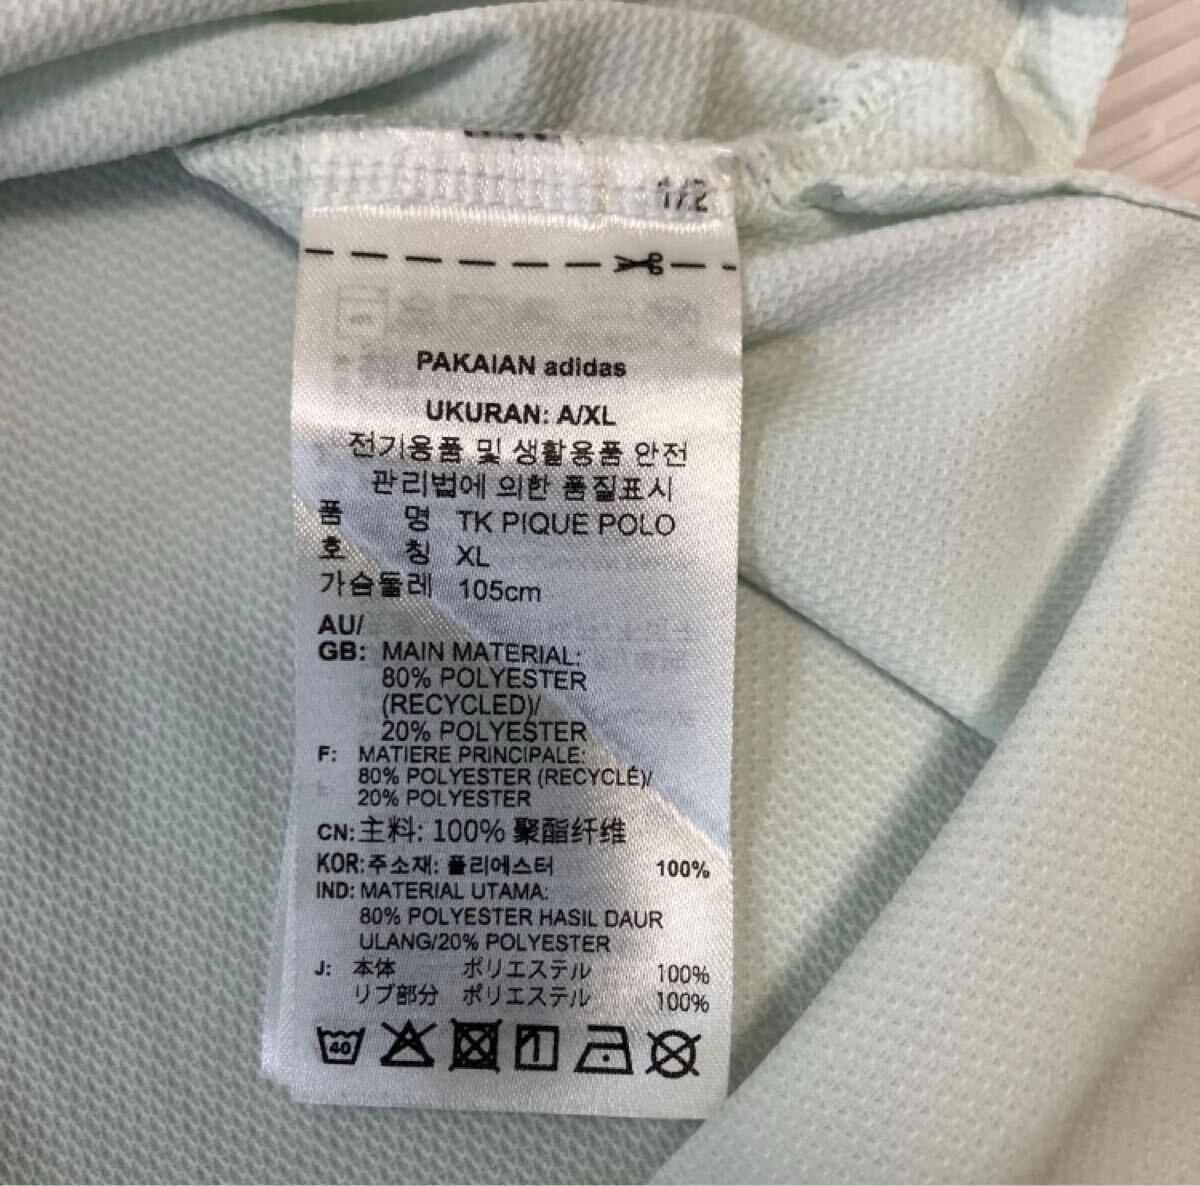 1/2
PAKAIAN adidas
UKURAN: A/XL
전기용품 및 생활용품 안전
관리법에 의한 품질표시
품 명 TK PIQUE POLO
호 칭 XL
가슴둘레 105cm
AU/
GB: MAIN MATERIAL:
80% POLYESTER
(RECYCLED)/
20% POLYESTER
F: MATIERE PRINCIPALE:
80% POLYESTER (RECYCLÉ)/
20% POLYESTER
CN: 主料: 100% 聚酯纤维
KOR: 주소재: 폴리에스터 100%
IND: MATERIAL UTAMA:
80% POLYESTER HASIL DAUR
ULANG/20% POLYESTER
J: 本体 ポリエステル 100%
リブ部分 ポリエステル 100%
40